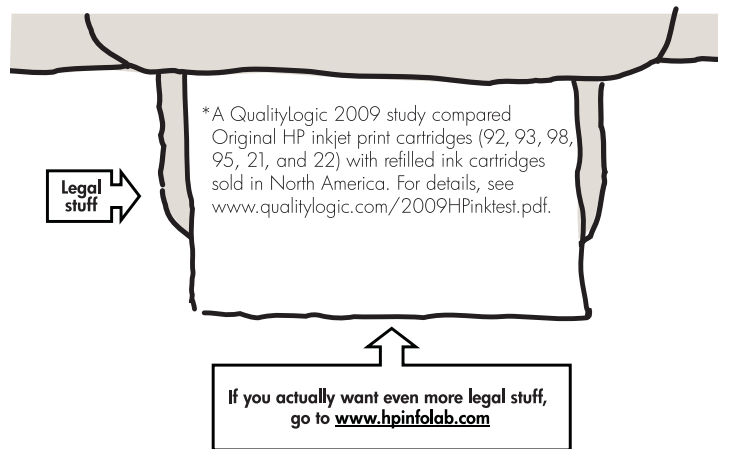 *A QualityLogic 2009 study compared
Original HP inkjet print cartridges (92, 93, 98,
95, 21, and 22) with refilled ink cartridges
sold in North America. For details, see
www.qualitylogic.com/2009HPinktest.pdf.
Legal
stuff
If you actually want even more legal stuff,
go to www.hpinfolab.com